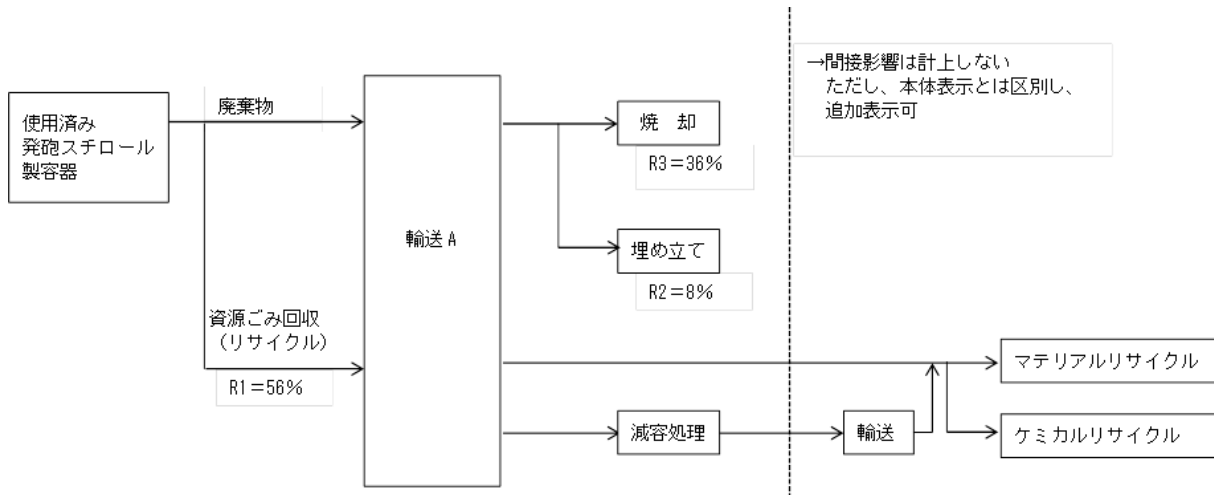 使用済み
発泡スチロール
製容器
廃棄物
資源ごみ回収
（リサイクル）
R1＝56％
輸送A
焼　却
R3＝36％
埋め立て
R2＝8％
減容処理
→間接影響は計上しない
ただし、本体表示とは区別し、
追加表示可
輸送
マテリアルリサイクル
ケミカルリサイクル